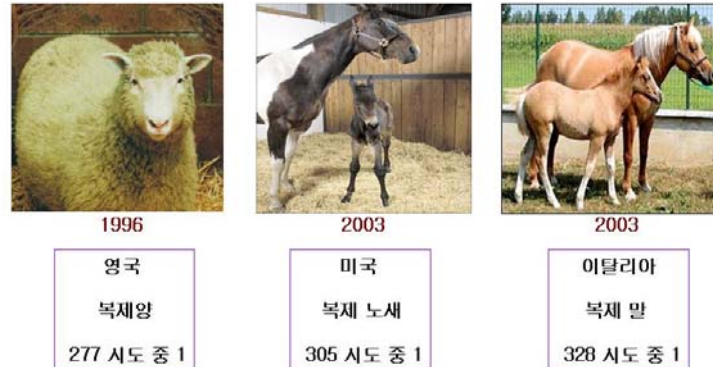 1996
2003
2003
영국
복제양
277 시도 중 1
미국
복제 노새
305 시도 중 1
이탈리아
복제 말
328 시도 중 1